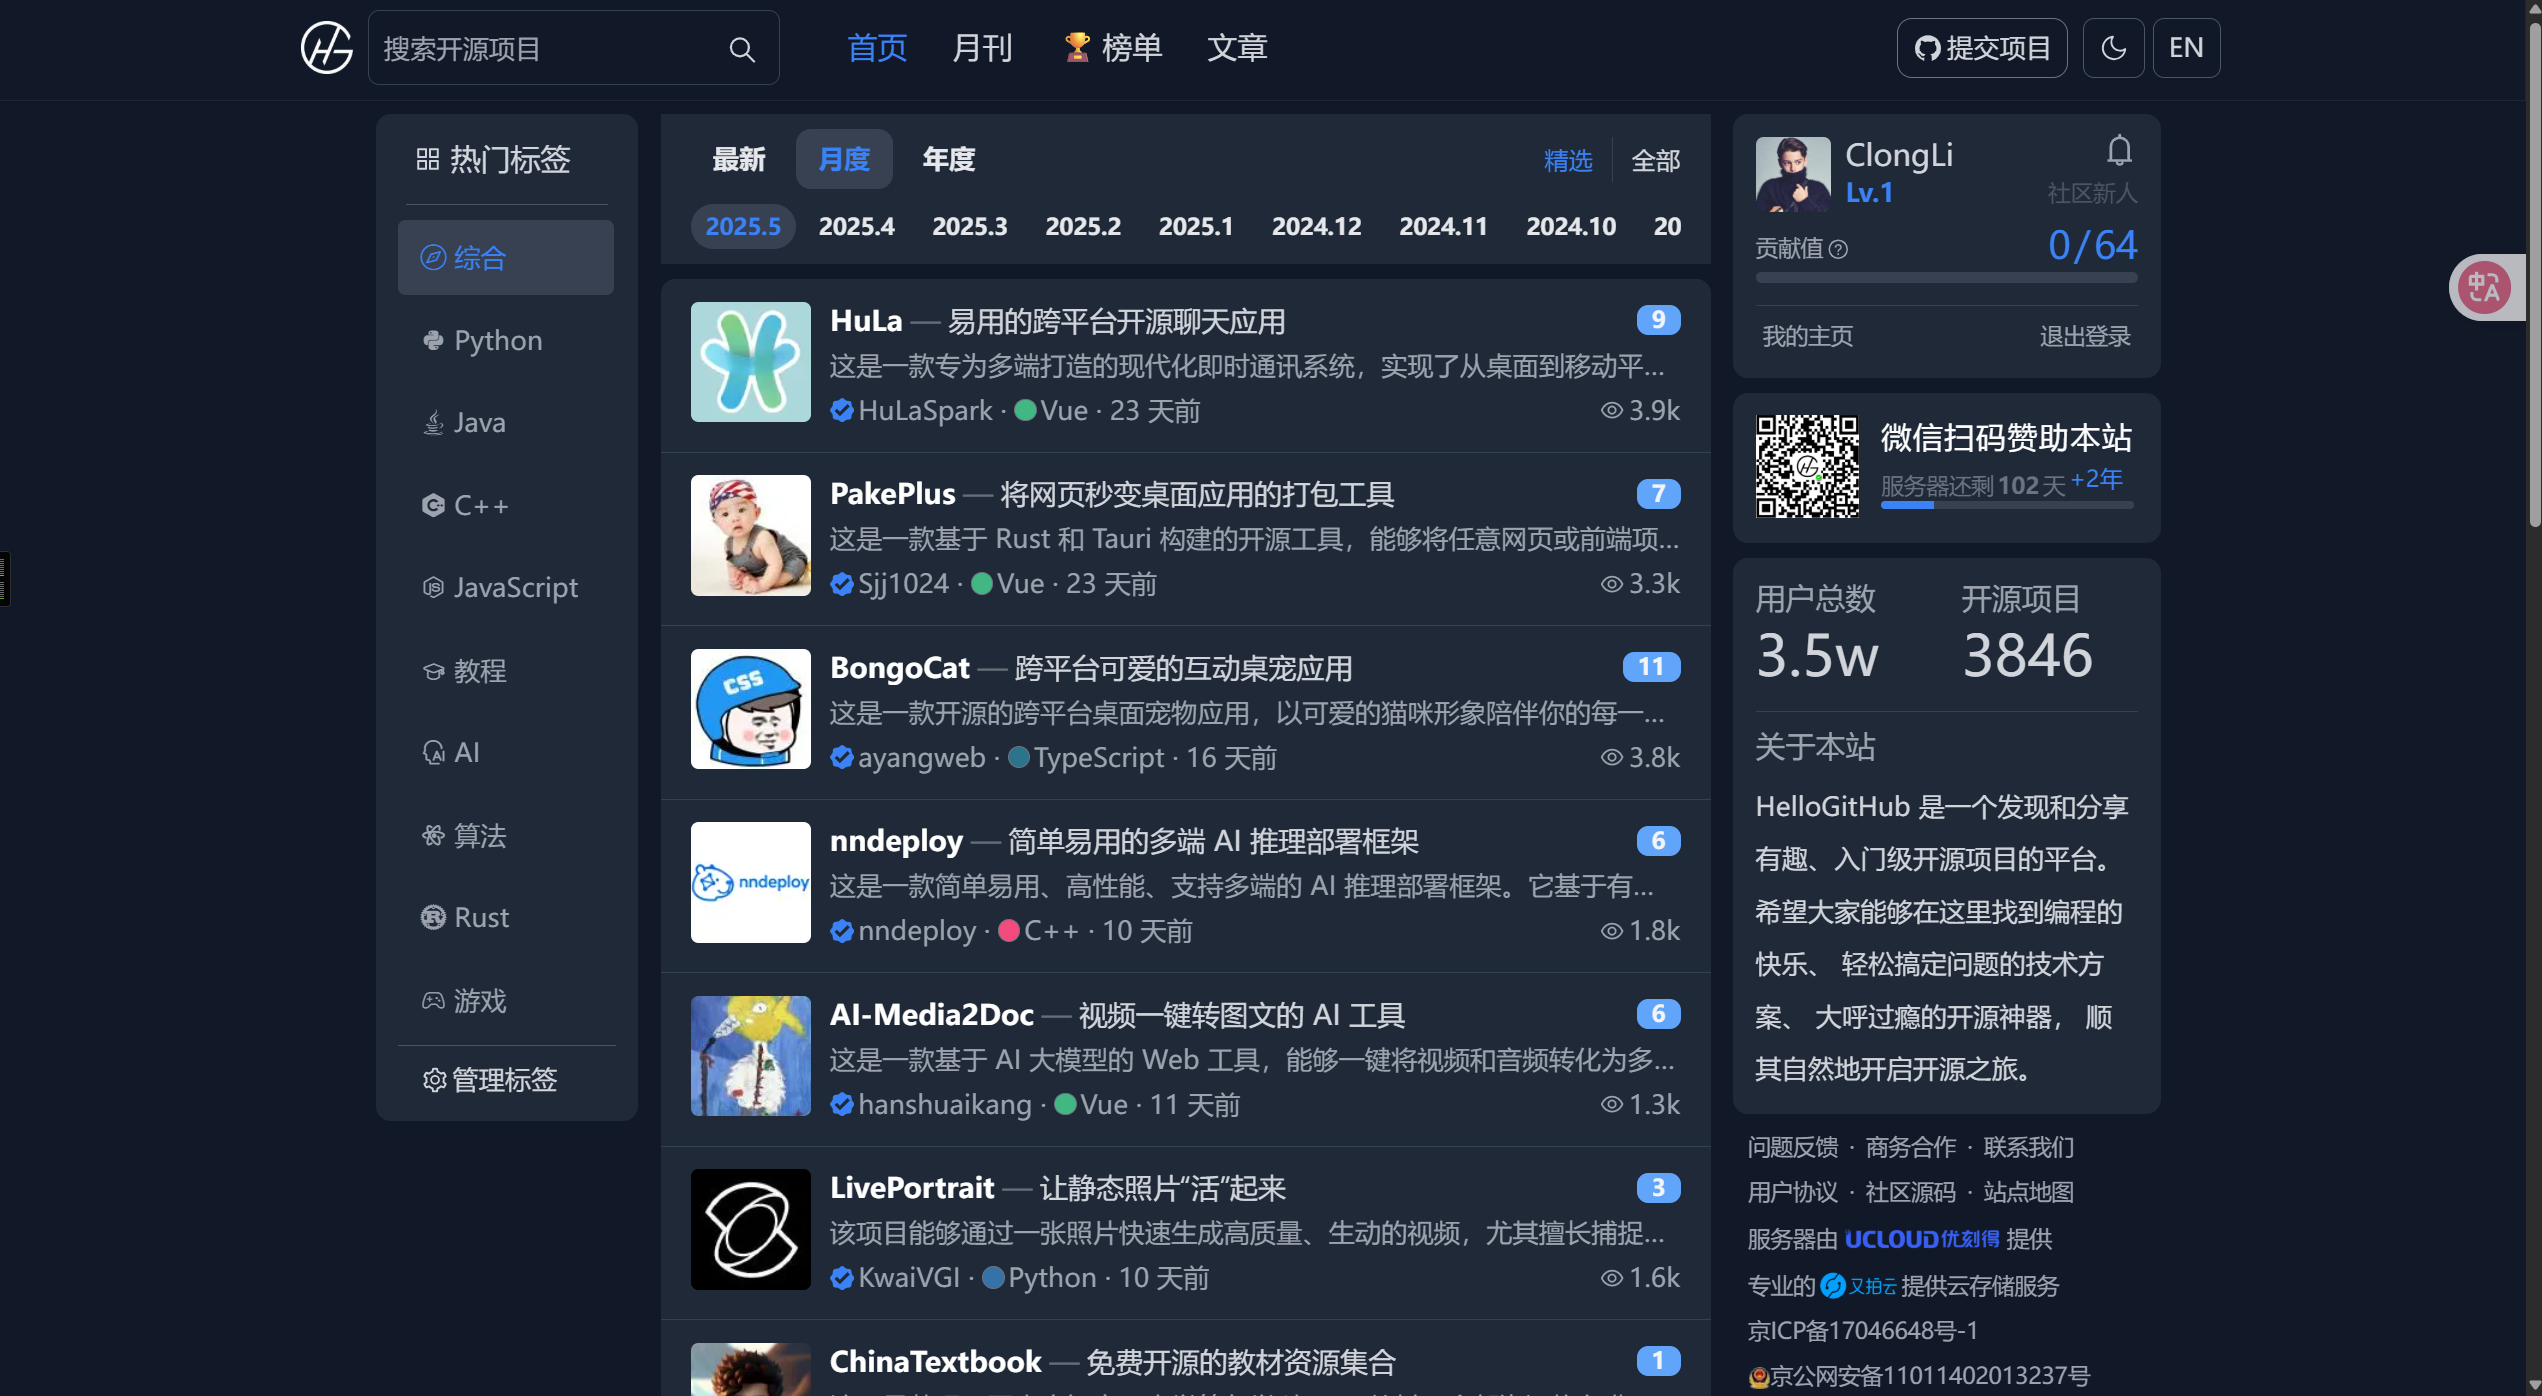 搜索开源项目
首页
月刊
榜单
文章
提交项目
EN
热门标签
综合
Python
Java
C++
JavaScript
教程
AI
算法
Rust
游戏
管理标签
最新
月度
年度
精选
全部
2025.5
2025.4
2025.3
2025.2
2025.1
2024.12
2024.11
2024.10
20
HuLa — 易用的跨平台开源聊天应用
9
这是一款专为多端打造的现代化即时通讯系统，实现了从桌面到移动平...
HuLaSpark · Vue · 23 天前
3.9k
PakePlus — 将网页秒变桌面应用的打包工具
7
这是一款基于 Rust 和 Tauri 构建的开源工具，能够将任意网页或前端项...
Sjj1024 · Vue · 23 天前
3.3k
CSS
BongoCat — 跨平台可爱的互动桌宠应用
11
这是一款开源的跨平台桌面宠物应用，以可爱的猫咪形象陪伴你的每一...
ayangweb · TypeScript · 16 天前
3.8k
nndeploy
nndeploy — 简单易用的多端 AI 推理部署框架
6
这是一款简单易用、高性能、支持多端的 AI 推理部署框架。它基于有...
nndeploy · C++ · 10 天前
1.8k
AI-Media2Doc — 视频一键转图文的 AI 工具
6
这是一款基于 AI 大模型的 Web 工具，能够一键将视频和音频转化为多...
hanshuaikang · Vue · 11 天前
1.3k
LivePortrait — 让静态照片“活”起来
3
该项目能够通过一张照片快速生成高质量、生动的视频，尤其擅长捕捉...
KwaiVGI · Python · 10 天前
1.6k
ChinaTextbook — 免费开源的教材资源集合
1
ClongLi
Lv.1
社区新人
贡献值
0/64
我的主页
退出登录
微信扫码赞助本站
服务器还剩 102 天 +2年
用户总数
3.5w
开源项目
3846
关于本站
HelloGitHub 是一个发现和分享
有趣、入门级开源项目的平台。
希望大家能够在这里找到编程的
快乐、 轻松搞定问题的技术方
案、 大呼过瘾的开源神器， 顺
其自然地开启开源之旅。
问题反馈 · 商务合作 · 联系我们
用户协议 · 社区源码 · 站点地图
服务器由 UCLOUD优刻得 提供
专业的 又拍云 提供云存储服务
京ICP备17046648号-1
京公网安备11011402013237号
中A